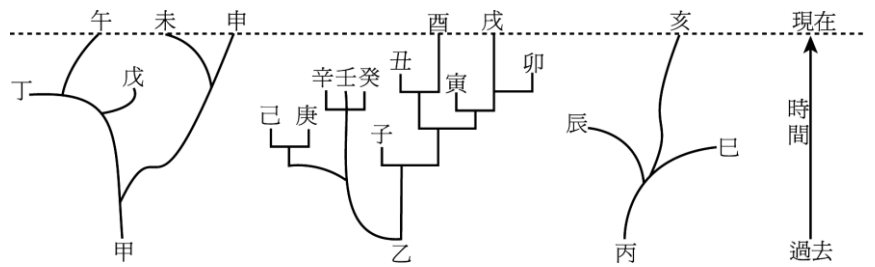 午 未 申 酉 戌 亥 現在
丁 戊 辛 壬 癸 丑 寅 卯
己 庚 子 辰 巳 時間
甲 乙 丙 過去